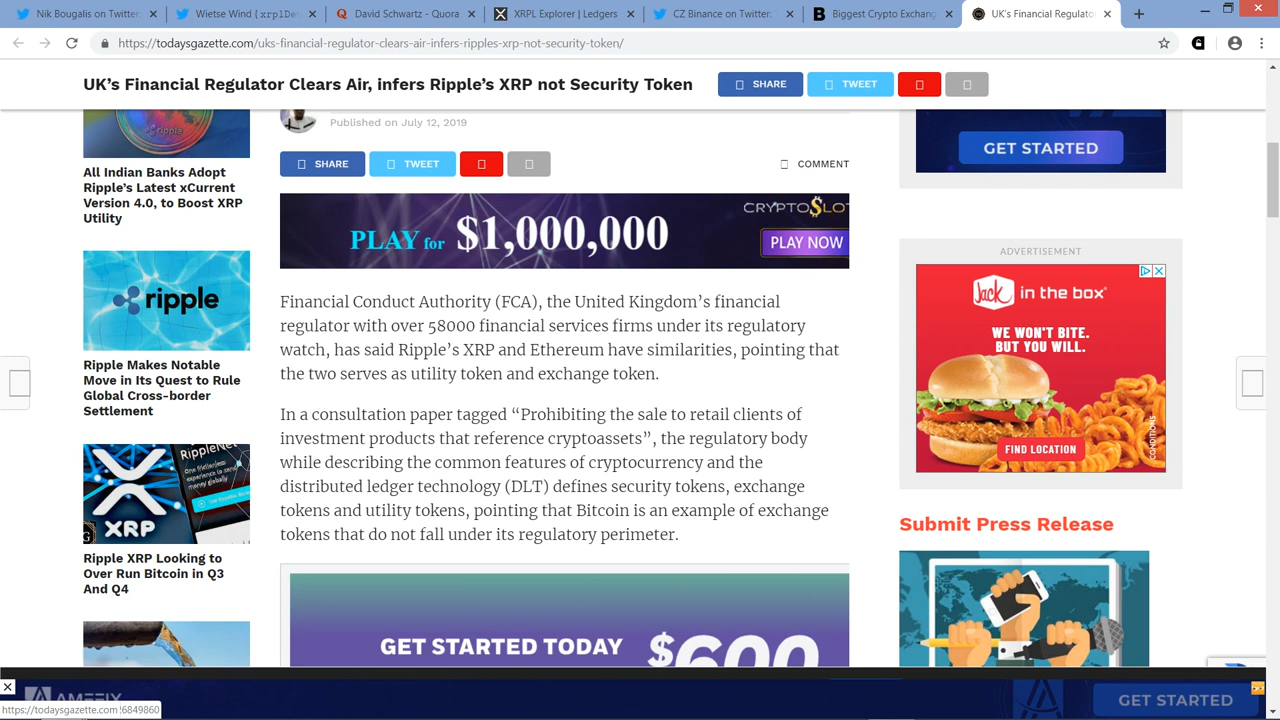 Nik Bougalis on Twitter:
Wietse Wind ( xrp1De
David Schwartz - Quora
XRPL Explorer | Ledgers
CZ Binance on Twitter:
Biggest Crypto Exchang
UK's Financial Regulato
https://todaysgazette.com/uks-financial-regulator-clears-air-infers-ripples-xrp-not-security-token/
UK's Financial Regulator Clears Air, infers Ripple's XRP not Security Token
SHARE
TWEET
ripple
All Indian Banks Adopt
Ripple's Latest xCurrent
Version 4.0, to Boost XRP
Utility
ripple
Ripple Makes Notable
Move in Its Quest to Rule
Global Cross-border
Settlement
RippleNet
XRP
Ripple XRP Looking to
Over Run Bitcoin in Q3
And Q4
Published on July 12, 2019
SHARE
TWEET
COMMENT
PLAY for $1,000,000
CRYPTO$LOT
PLAY NOW
Financial Conduct Authority (FCA), the United Kingdom's financial
regulator with over 58000 financial services firms under its regulatory
watch, has said Ripple's XRP and Ethereum have similarities, pointing that
the two serves as utility token and exchange token.
In a consultation paper tagged “Prohibiting the sale to retail clients of
investment products that reference cryptoassets”, the regulatory body
while describing the common features of cryptocurrency and the
distributed ledger technology (DLT) defines security tokens, exchange
tokens and utility tokens, pointing that Bitcoin is an example of exchange
tokens that do not fall under its regulatory perimeter.
GET STARTED TODAY
$600
GET STARTED
ADVERTISEMENT
Jack in the box
WE WON'T BITE.
BUT YOU WILL.
FIND LOCATION
CONDITIONS
Submit Press Release
AMEFIX
GET STARTED
https://todaysgazette.com
!6849860